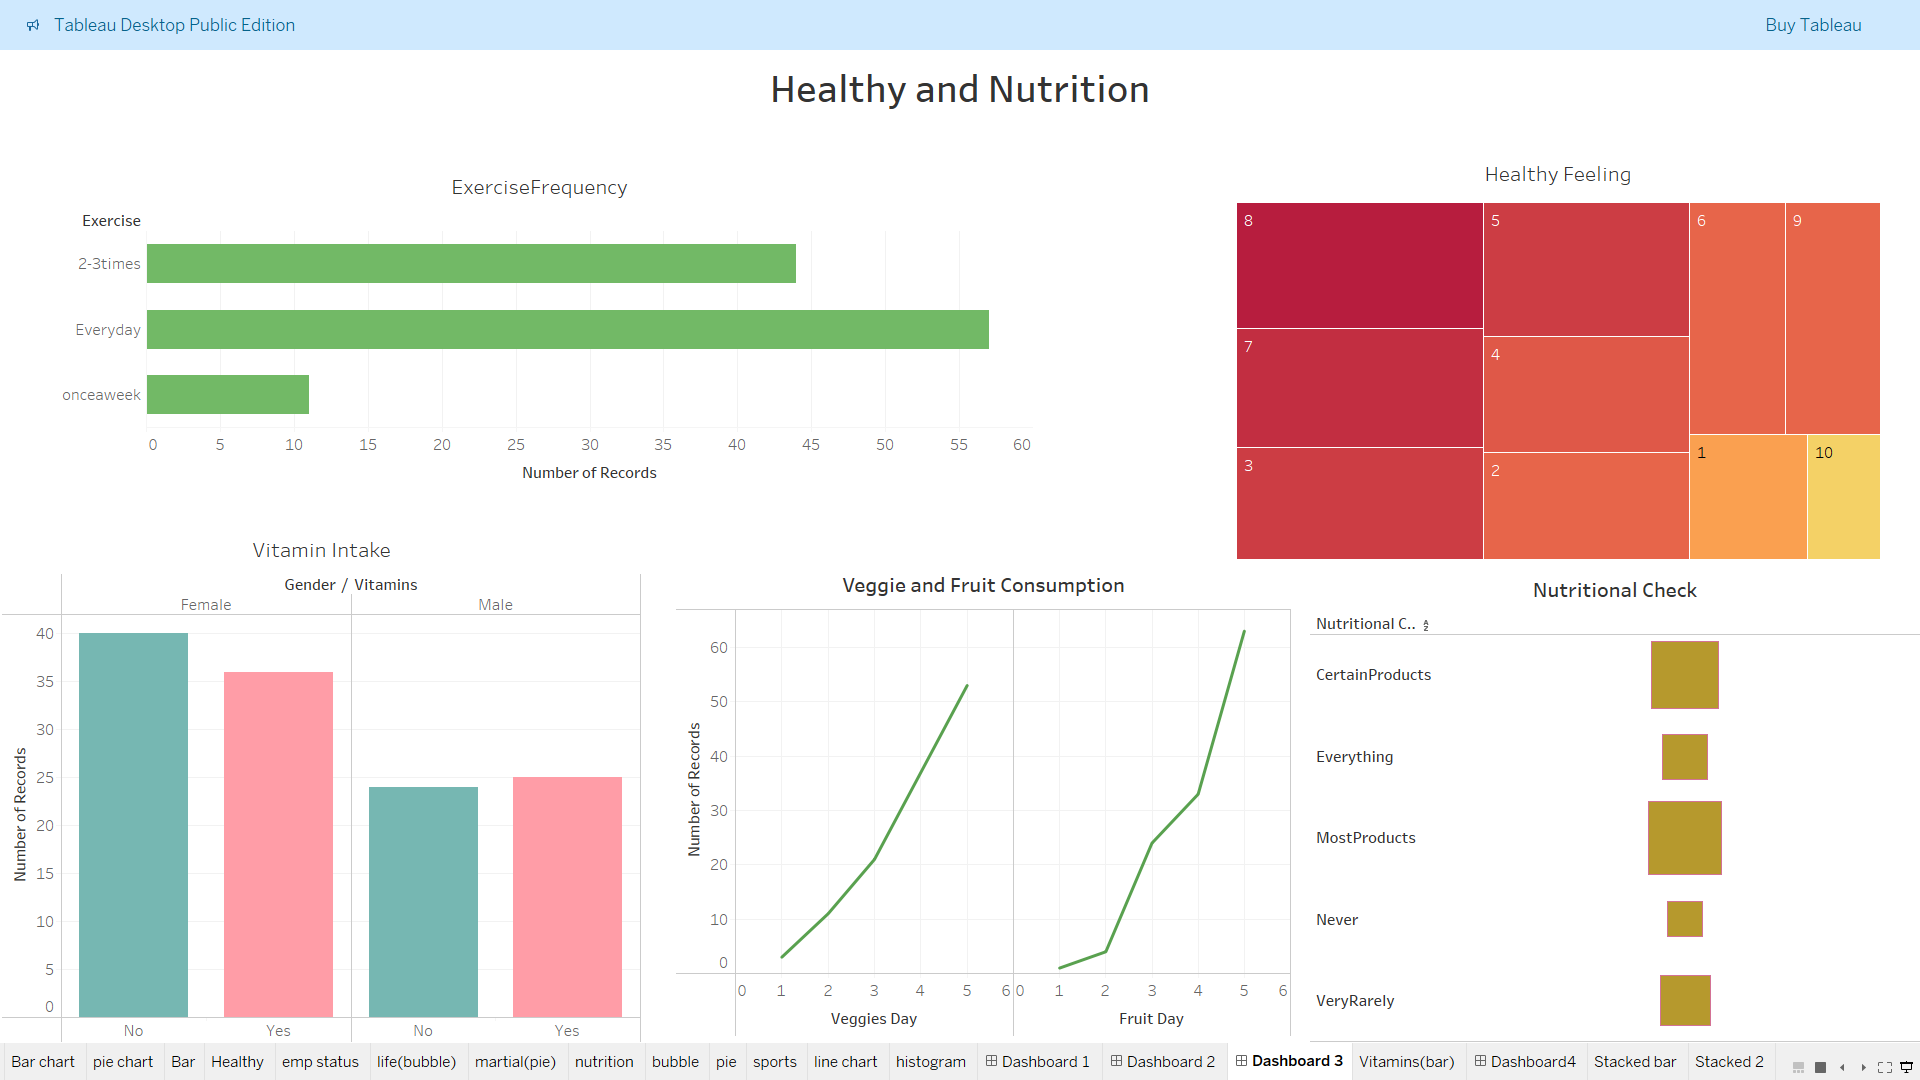 Tableau Desktop Public Edition
Buy Tableau
Healthy and Nutrition
ExerciseFrequency
Exercise
2-3times
Everyday
onceaweek
0 5 10 15 20 25 30 35 40 45 50 55 60
Number of Records
Healthy Feeling
8 5 6 9
7 4
3 2 1 10
Vitamin Intake
Gender / Vitamins
Female Male
40
35
30
25
20
15
10
5
0
Number of Records
No Yes No Yes
Veggie and Fruit Consumption
60
50
40
30
20
10
0
Number of Records
0 1 2 3 4 5 6 0 1 2 3 4 5 6
Veggies Day Fruit Day
Nutritional Check
Nutritional C..
CertainProducts
Everything
MostProducts
Never
VeryRarely
Bar chart pie chart Bar Healthy emp status life(bubble) martial(pie) nutrition bubble pie sports line chart histogram Dashboard 1 Dashboard 2 Dashboard 3 Vitamins(bar) Dashboard4 Stacked bar Stacked 2